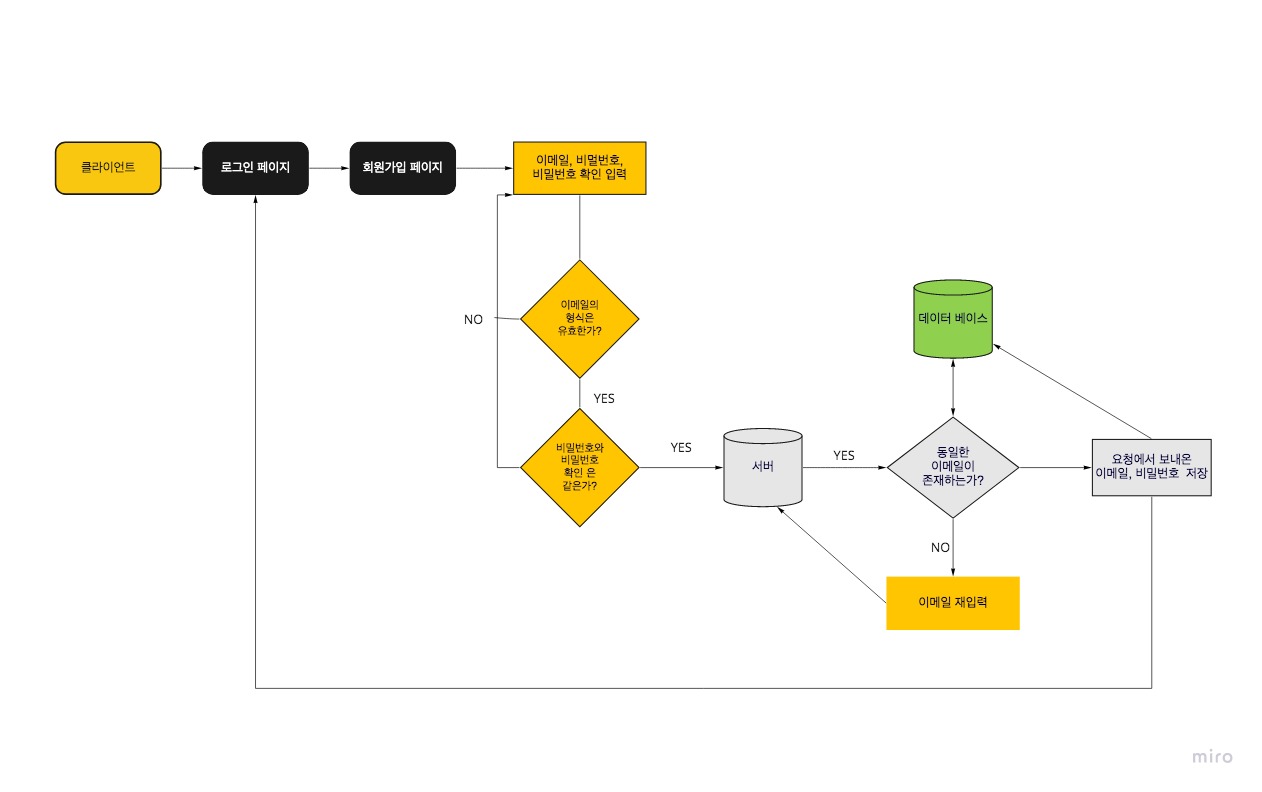 클라이언트
로그인 페이지
회원가입 페이지
이메일, 비멀번호,
비밀번호 확인 입력
이메일의
형식은
유효한가?
NO
YES
비밀번호와
비밀번호
확인 은
같은가?
YES
서버
YES
데이터 베이스
동일한
이메일이
존재하는가?
요청에서 보내온
이메일, 비밀번호 저장
NO
이메일 재입력
miro